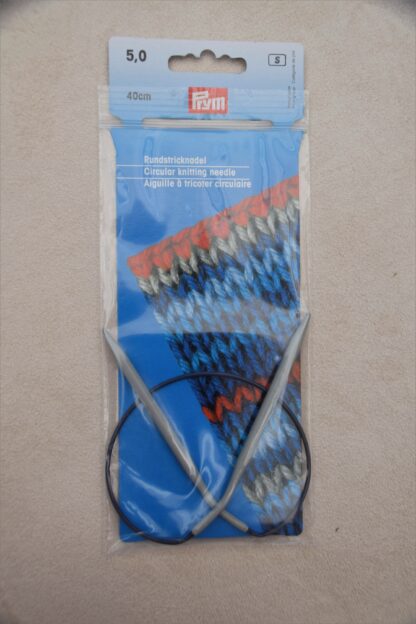 5,0
S
40cm
Prym
Rundstricknadel
Circular knitting needle
Aiguille à tricoter circulaire